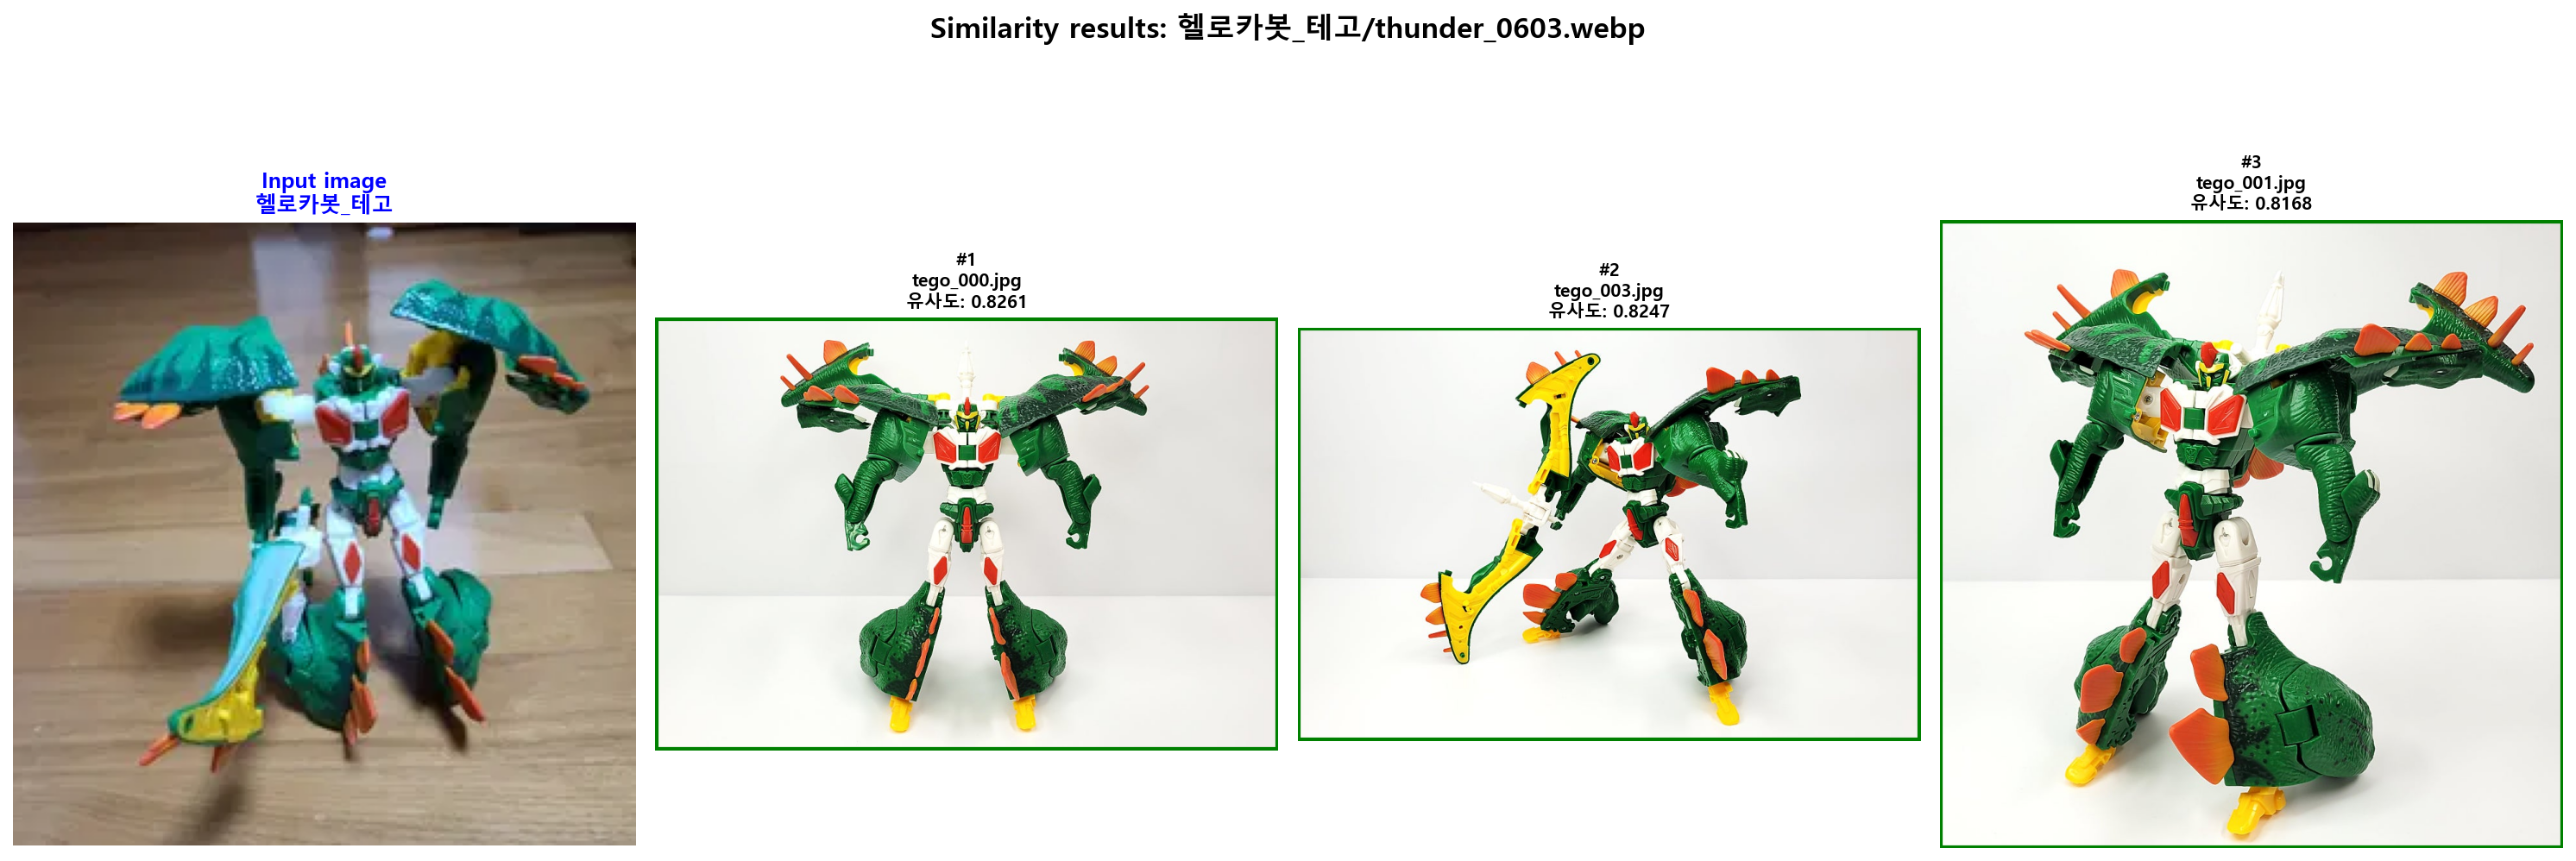 Similarity results: 헬로카봇_테고/thunder_0603.webp
Input image
헬로카봇_테고
#1
tego_000.jpg
유사도: 0.8261
#2
tego_003.jpg
유사도: 0.8247
#3
tego_001.jpg
유사도: 0.8168